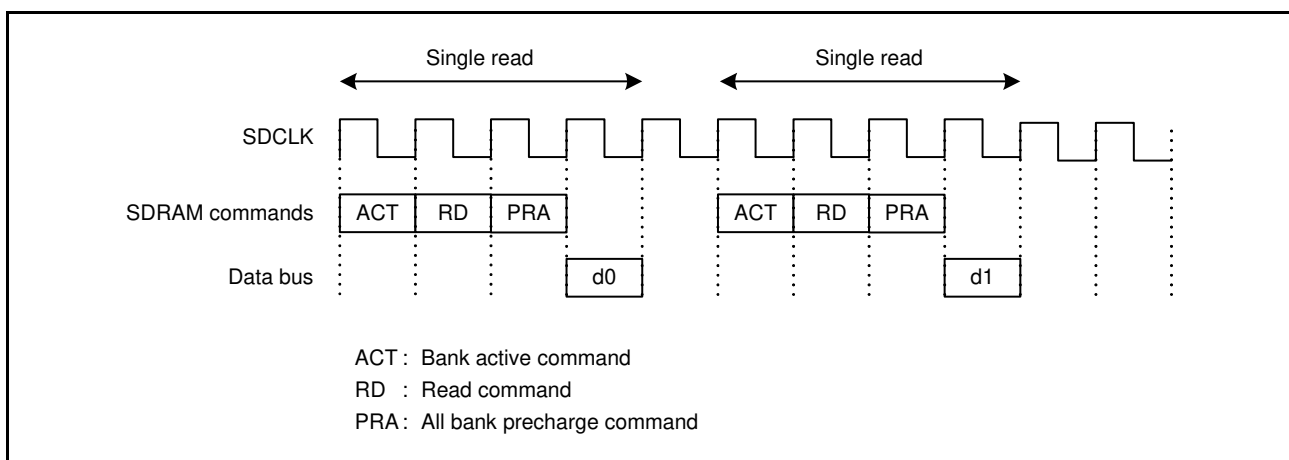 Single read Single read
SDCLK
SDRAM commands ACT RD PRA ACT RD PRA
Data bus d0 d1
ACT : Bank active command
RD : Read command
PRA : All bank precharge command